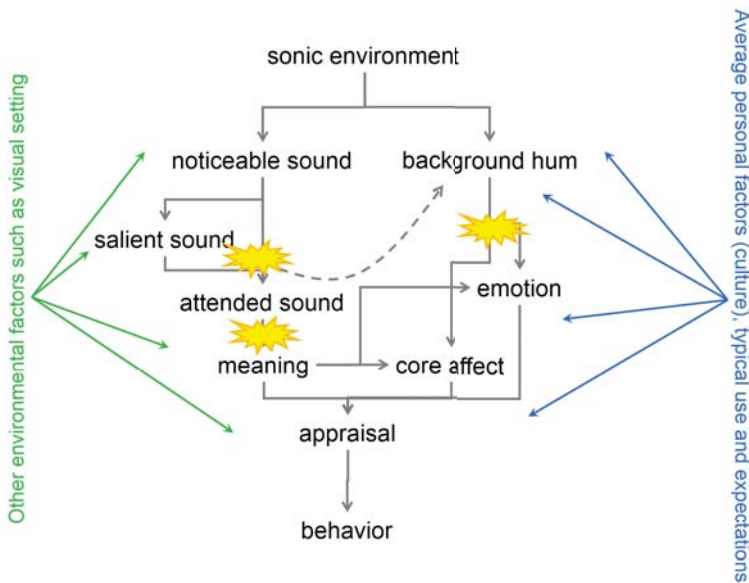 Other environmental factors such as visual setting
sonic environment
noticeable sound
background hum
salient sound
attended sound
emotion
meaning
core affect
appraisal
behavior
Average personal factors (culture), typical use and expectations